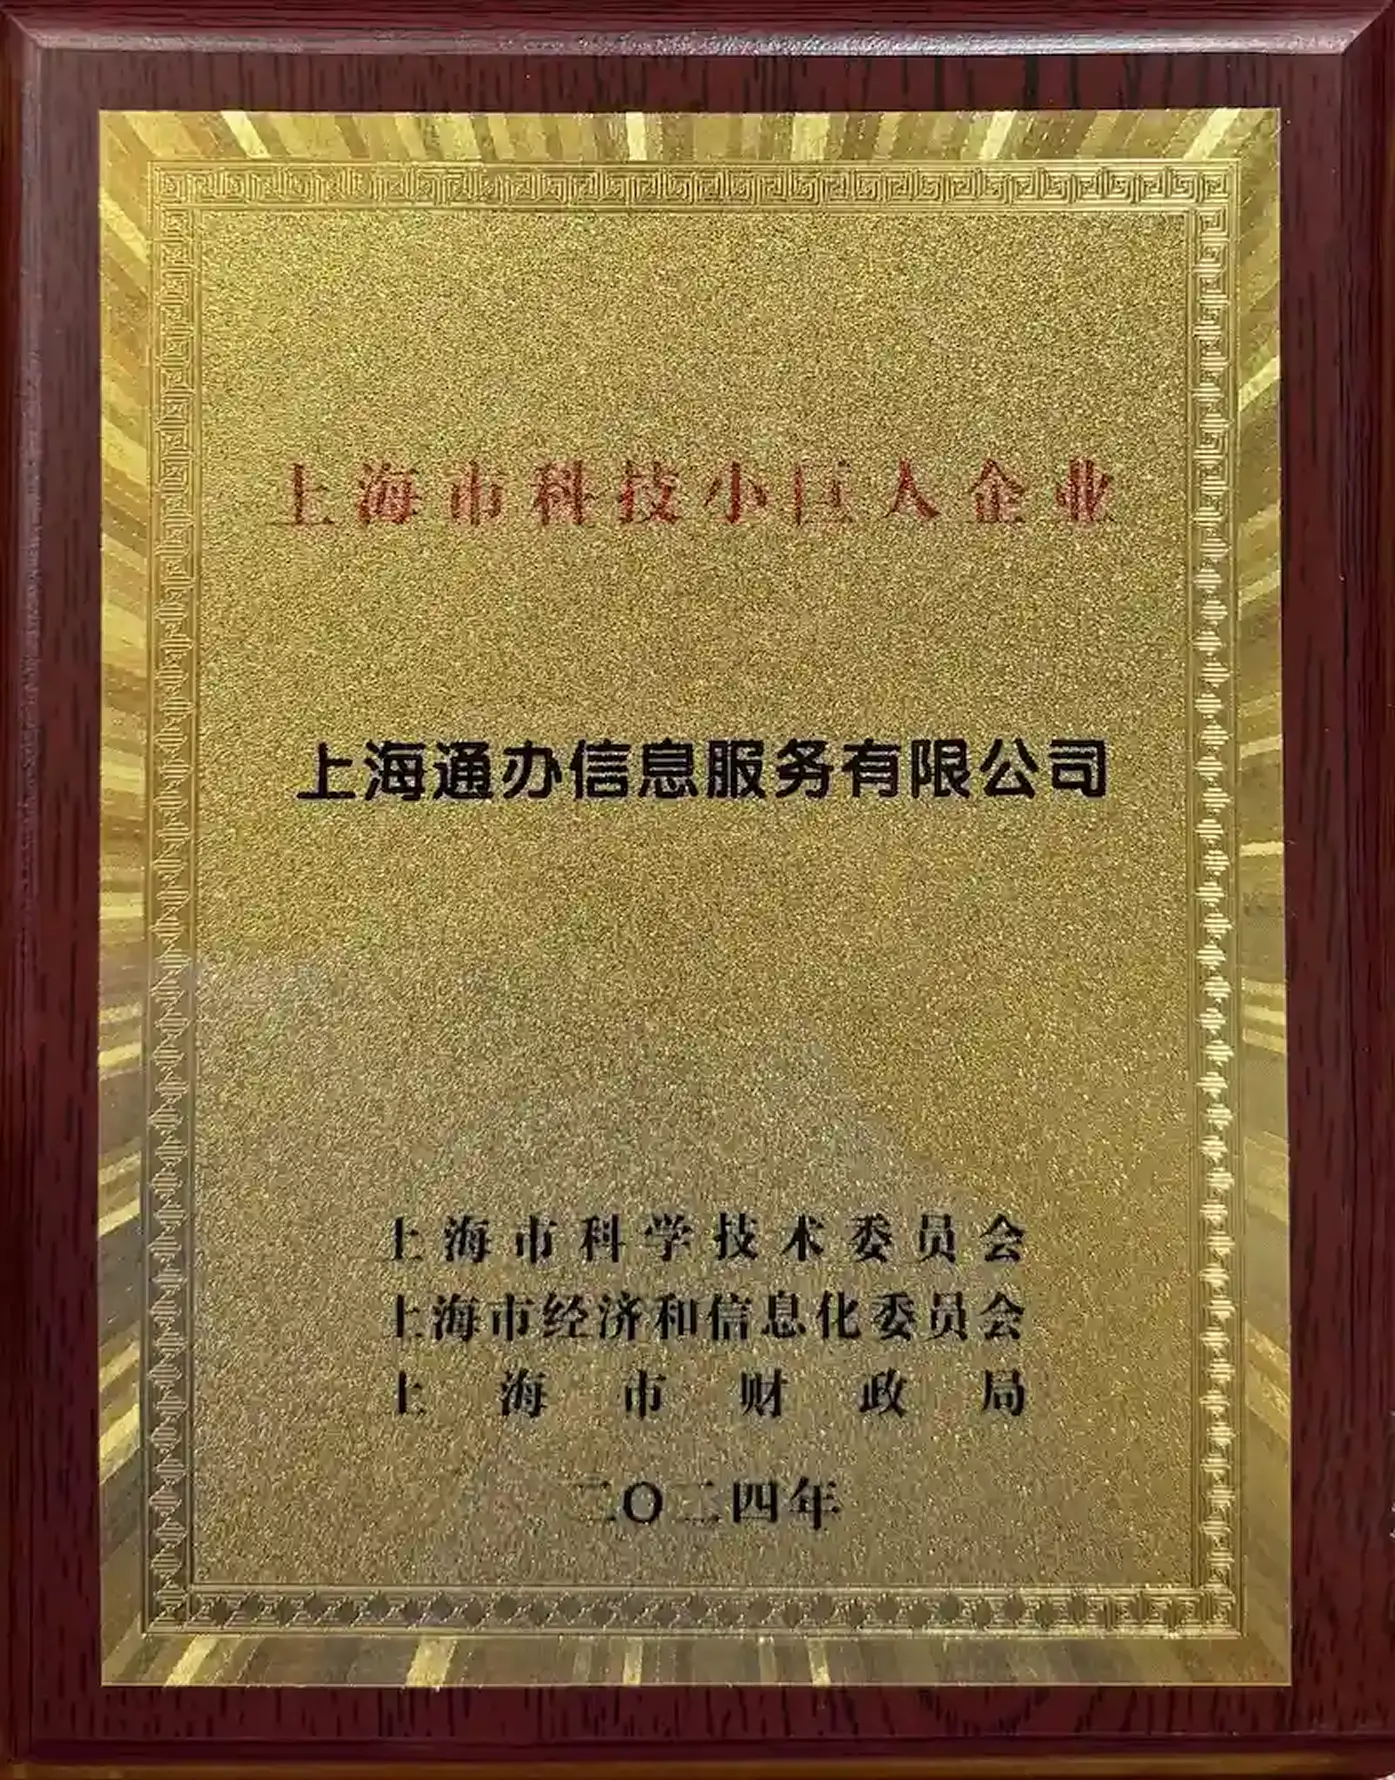 上海市科技小巨人企业
上海通办信息服务有限公司
上海市科学技术委员会
上海市经济和信息化委员会
上海市财政局
二〇二四年